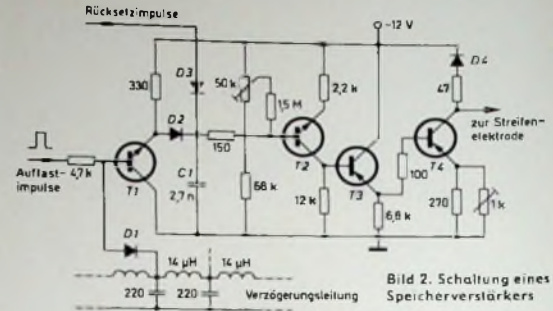 Rücksetzimpulse
-12 V
D3
D4
330
50k
1,5 M
2,2 k
47
D2
zur Streifen-
elektrode
150
T2
Auflast-
impulse
4,7 k
T1
C1
2,7 n
68 k
12 k
T3
100
T4
6,8 k
270
1k
D1
14 µH
14 µH
220
220
Verzögerungsleitung
Bild 2. Schaltung eines
Speicherverstärkers